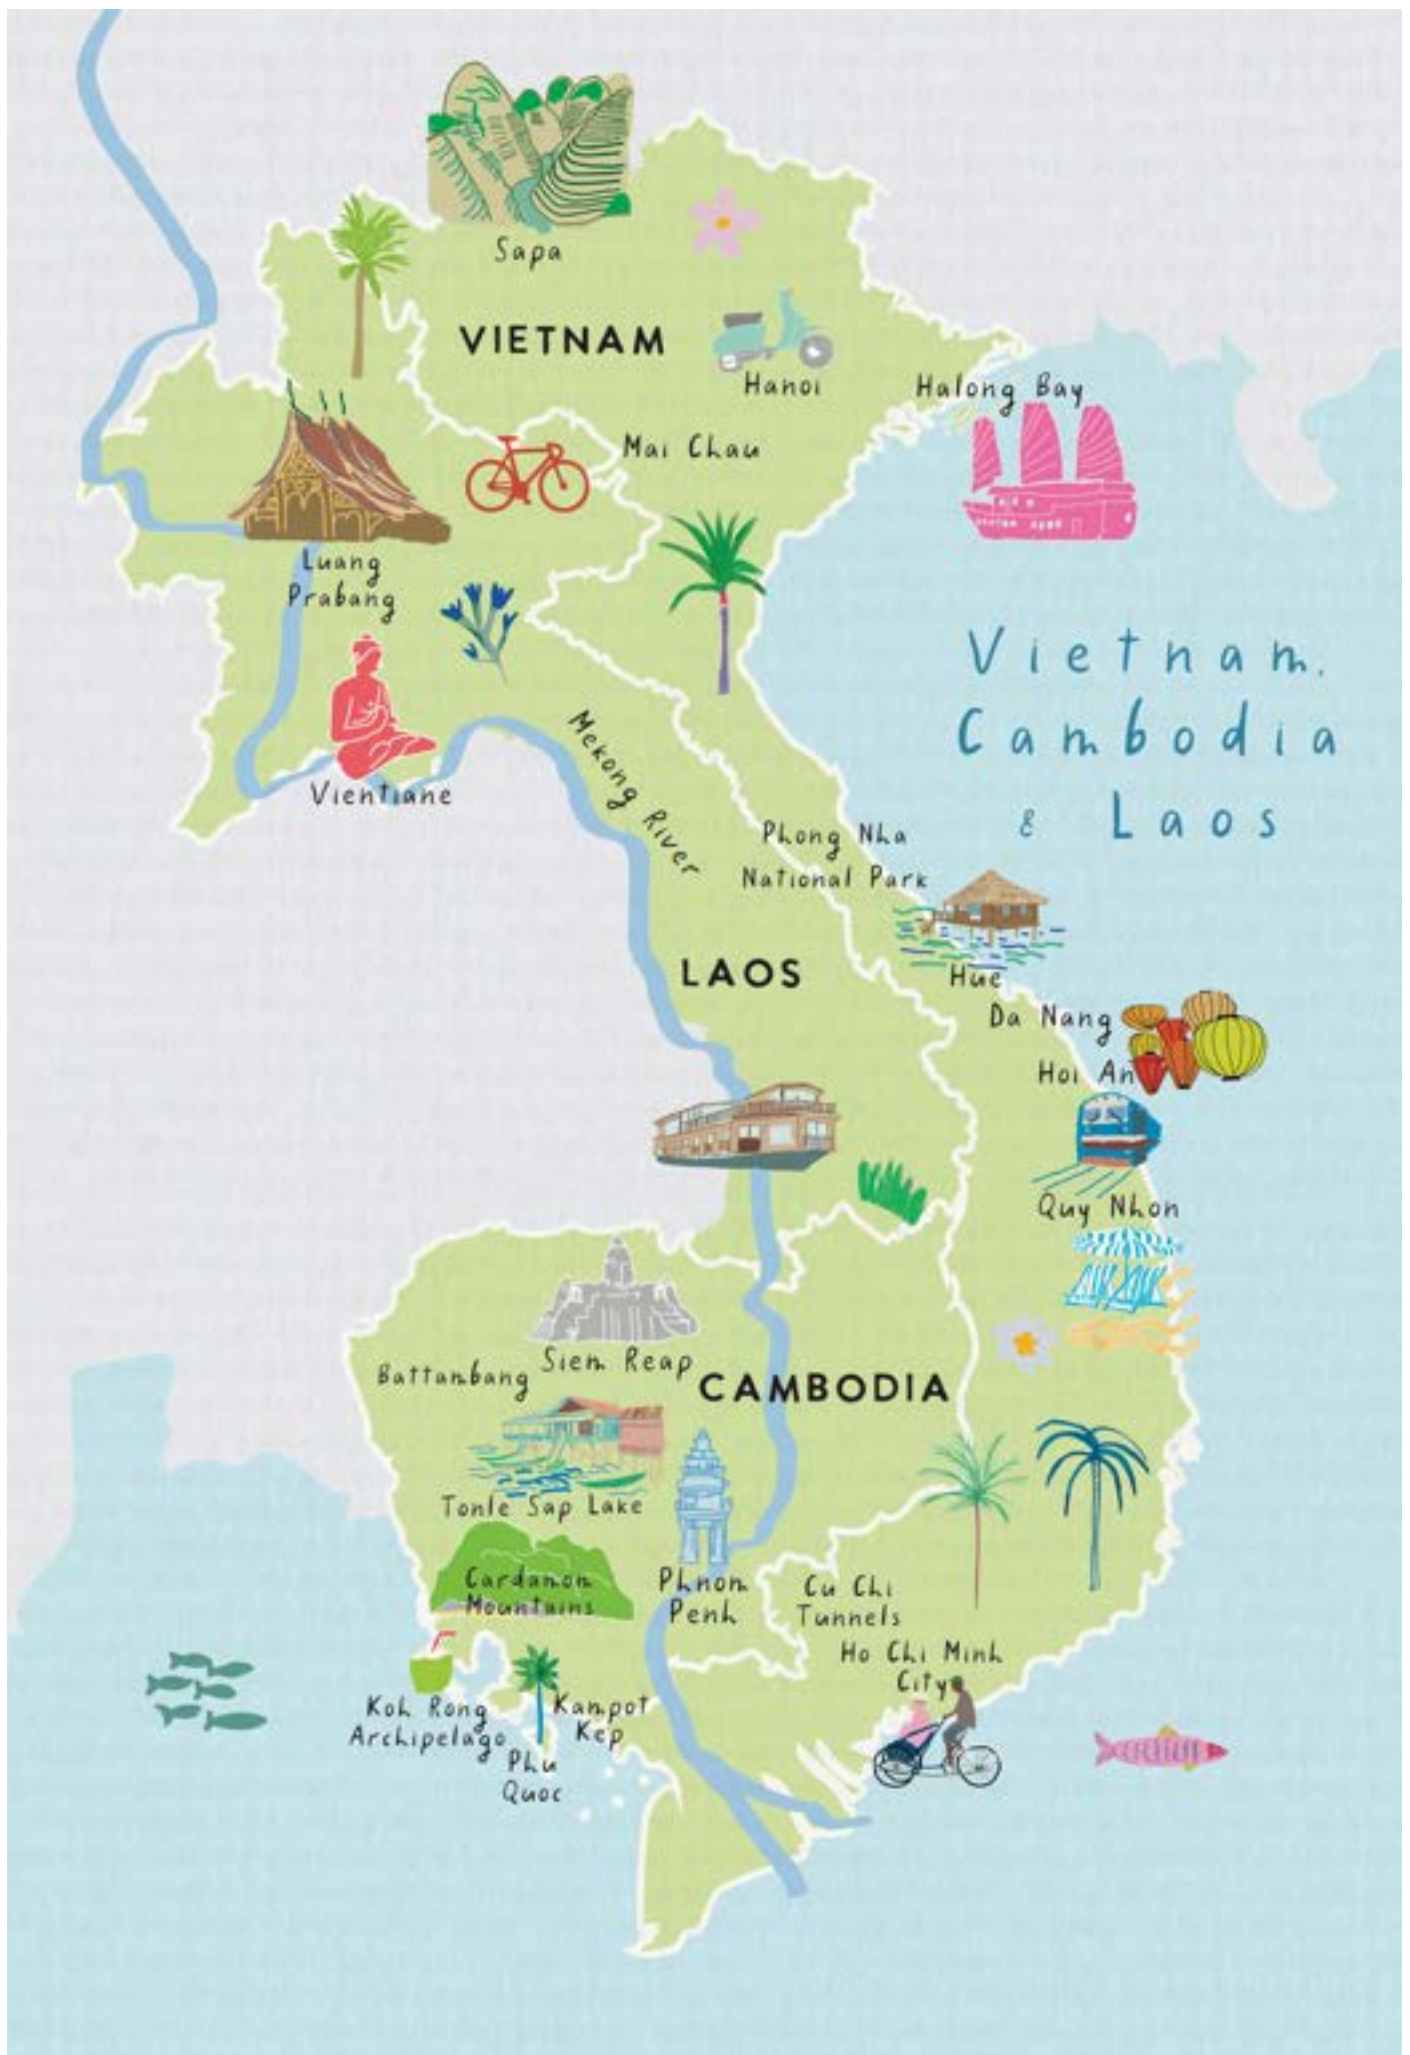 Sapa
VIETNAM
Hanoi
Halong Bay
Mai Chau
Luang
Prabang
Vietnam,
Cambodia
& Laos
Mekong River
Vientiane
Phong Nha
National Park
LAOS
Hue
Da Nang
Hoi An
Quy Nhon
Siem Reap
Battambang
CAMBODIA
Tonle Sap Lake
Cardamom
Mountains
Phnom
Penh
Cu Chi
Tunnels
Ho Chi Minh
City
Koh Rong
Archipelago
Kampot
Kep
Phu
Quoc